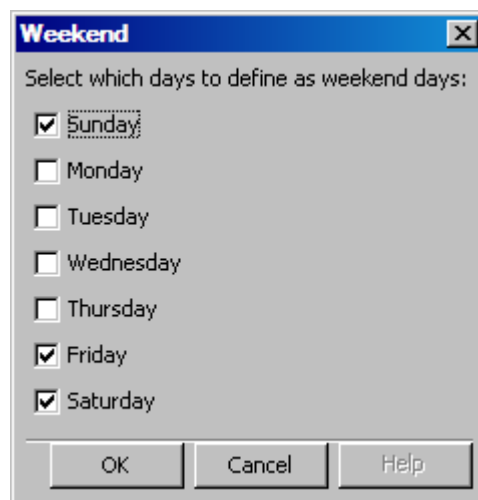 Weekend
Select which days to define as weekend days:
Sunday
Monday
Tuesday
Wednesday
Thursday
Friday
Saturday
OK Cancel Help